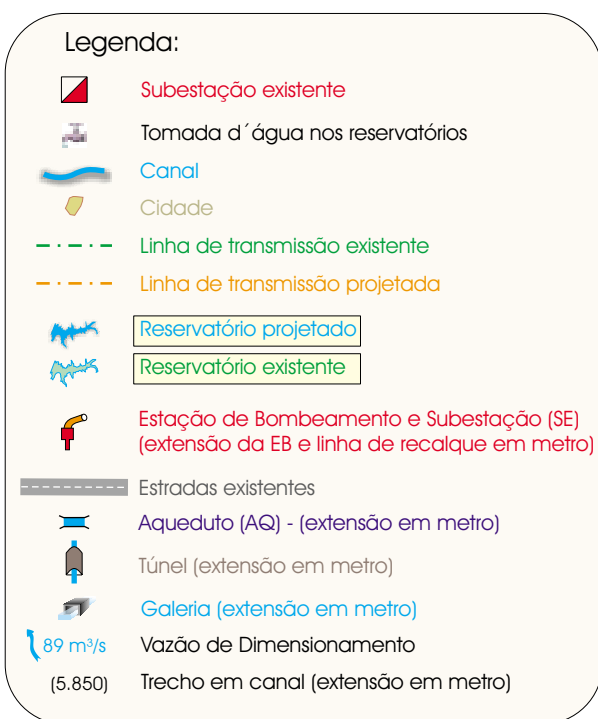 Legenda:
Subestação existente
Tomada d´água nos reservatórios
Canal
Cidade
Linha de transmissão existente
Linha de transmissão projetada
Reservatório projetado
Reservatório existente
Estação de Bombeamento e Subestação (SE)
(extensão da EB e linha de recalque em metro)
Estradas existentes
Aqueduto (AQ) - (extensão em metro)
Túnel (extensão em metro)
Galeria (extensão em metro)
89 m³/s Vazão de Dimensionamento
(5.850) Trecho em canal (extensão em metro)